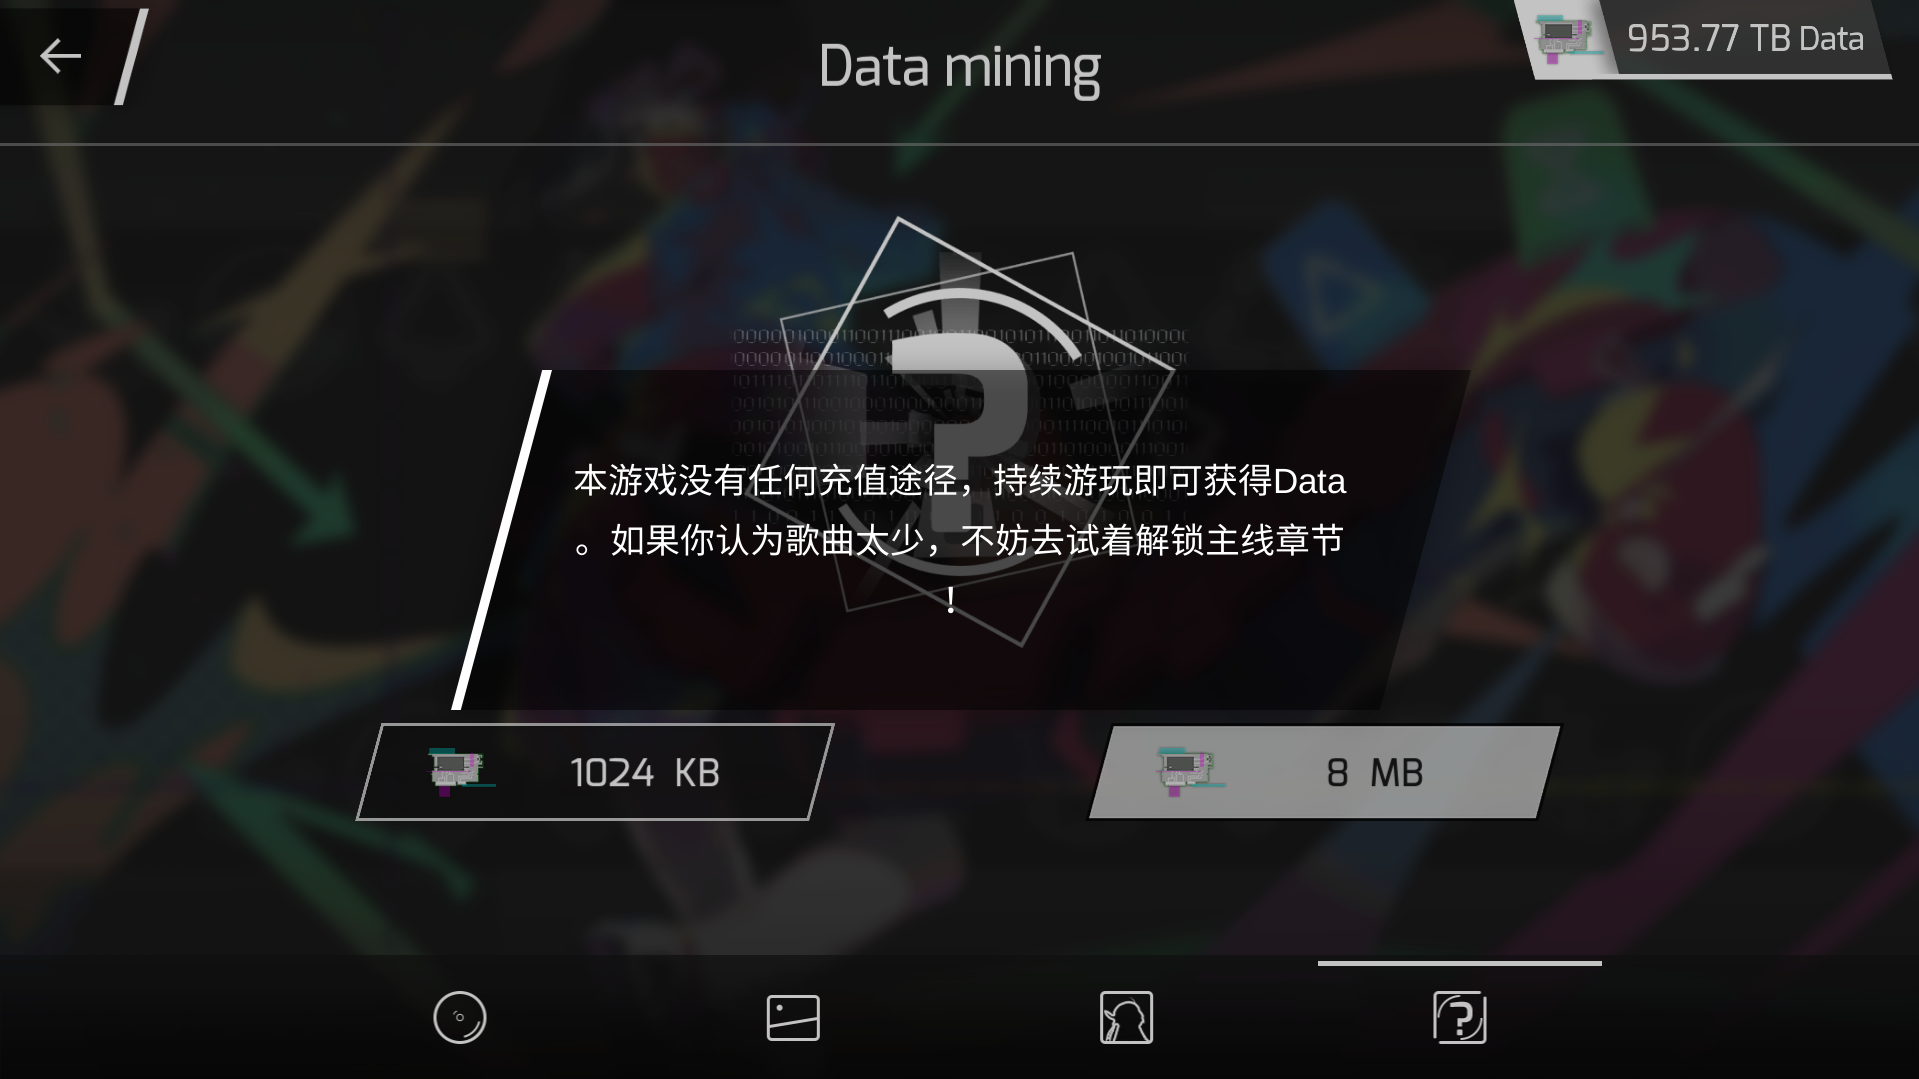 Data mining
953.77 TB Data
本游戏没有任何充值途径，持续游玩即可获得Data
。如果你认为歌曲太少，不妨去试着解锁主线章节
！
1024 KB
8 MB